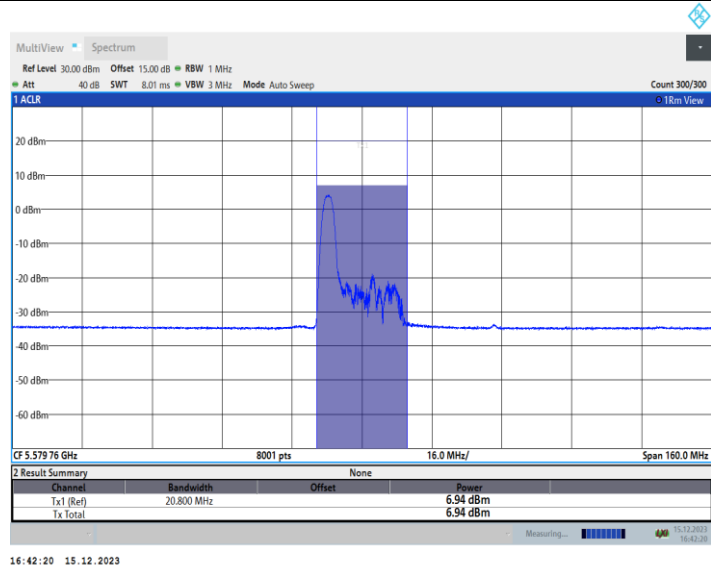 MultiView Spectrum
Ref Level 30.00 dBm Offset 15.00 dB RBW 1 MHz
Att 40 dB SWT 8.01 ms VBW 3 MHz Mode Auto Sweep Count 300/300
1 ACLR 1Rm View
20 dBm
10 dBm
0 dBm
-10 dBm
-20 dBm
-30 dBm
-40 dBm
-50 dBm
-60 dBm
CF 5.579 76 GHz 8001 pts 16.0 MHz/ Span 160.0 MHz
2 Result Summary None
Channel Bandwidth Offset Power
Tx1 (Ref) 20.800 MHz 6.94 dBm
Tx Total 6.94 dBm
Measuring... 15.12.2023
16:42:20
16:42:20 15.12.2023